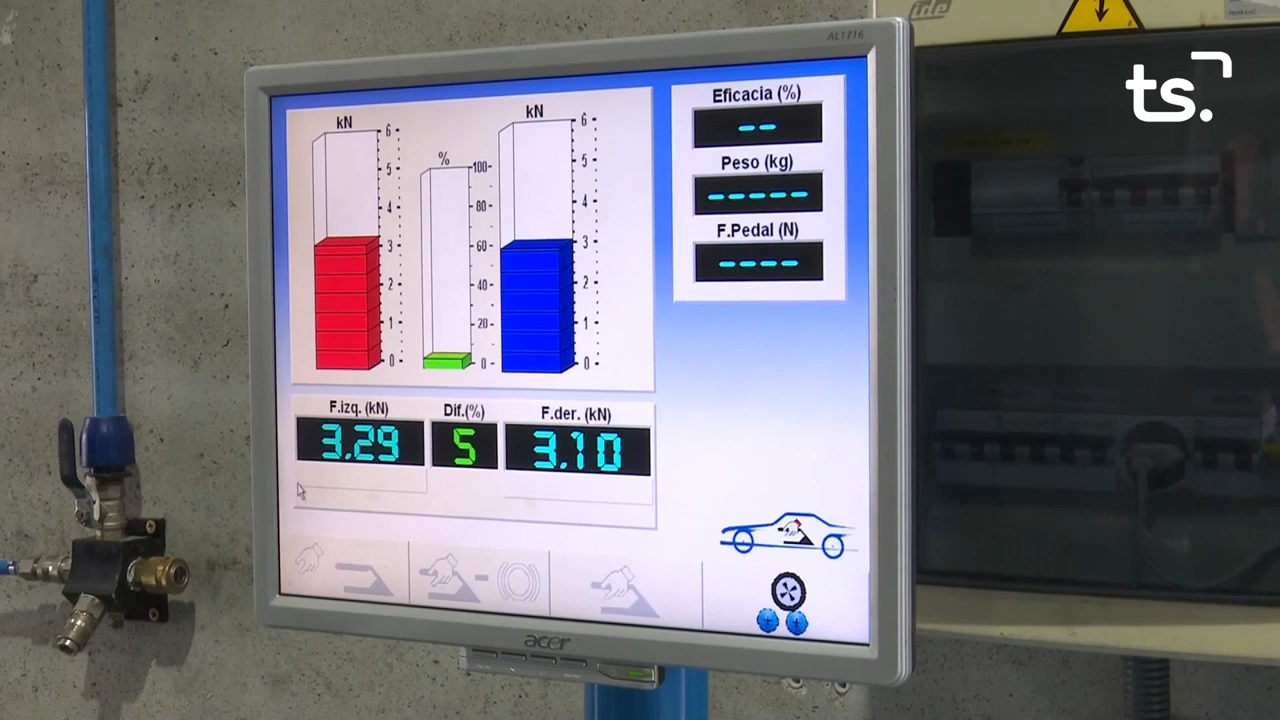 ide
AL1716
ts.
kN
kN
%
6
5
4
3
2
1
0
100
80
60
40
20
0
6
5
4
3
2
1
0
Eficacia (%)
--
Peso (kg)
-----
F.Pedal (N)
----
F.izq. (kN)
Dif.(%)
F.der. (kN)
3.29
5
3.10
acer